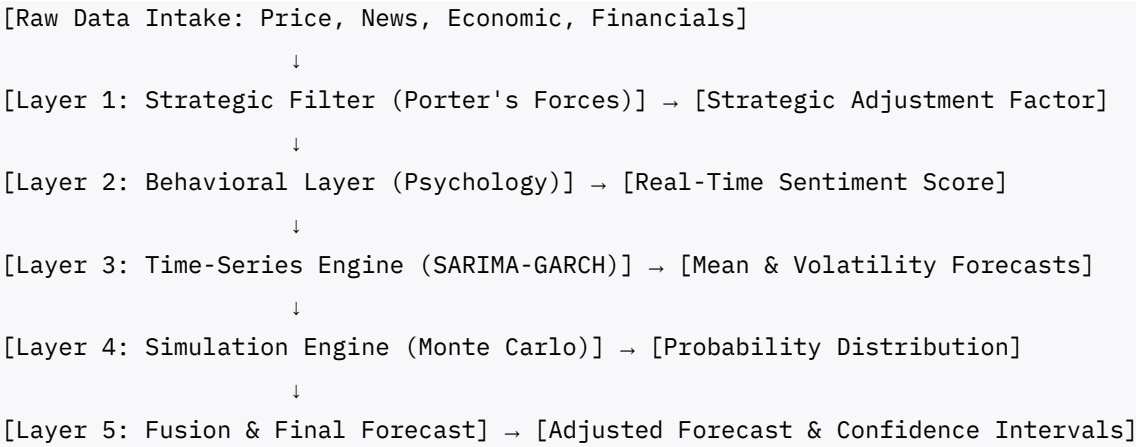 [Raw Data Intake: Price, News, Economic, Financials]
↓
[Layer 1: Strategic Filter (Porter's Forces)] → [Strategic Adjustment Factor]
↓
[Layer 2: Behavioral Layer (Psychology)] → [Real-Time Sentiment Score]
↓
[Layer 3: Time-Series Engine (SARIMA-GARCH)] → [Mean & Volatility Forecasts]
↓
[Layer 4: Simulation Engine (Monte Carlo)] → [Probability Distribution]
↓
[Layer 5: Fusion & Final Forecast] → [Adjusted Forecast & Confidence Intervals]